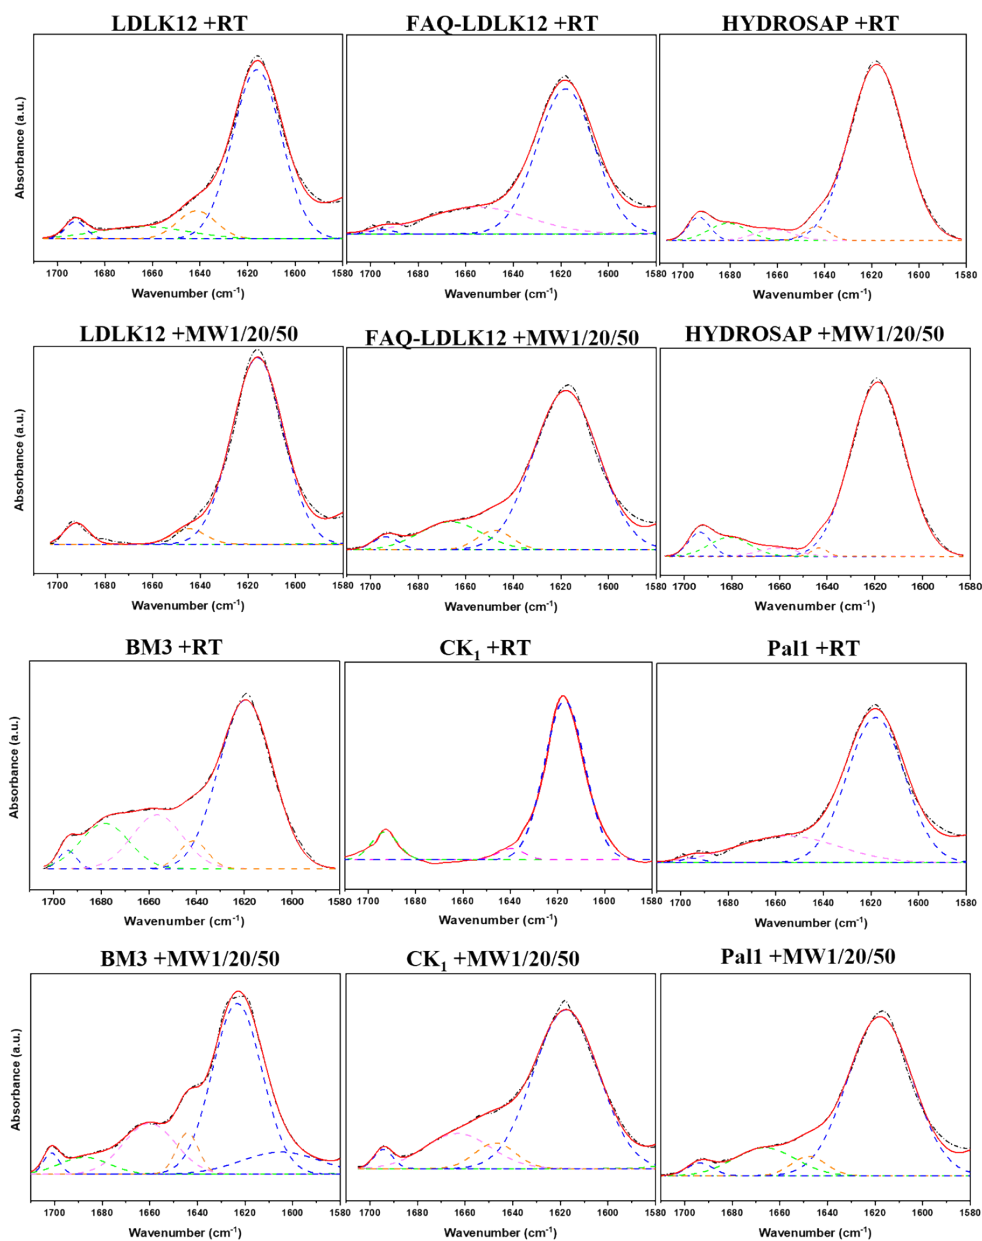 LDLK12 +RT FAQ-LDLK12 +RT HYDROSAP +RT
Absorbance (a.u.)
1700 1680 1660 1640 1620 1600 1580 1700 1680 1660 1640 1620 1600 1580 1700 1680 1660 1640 1620 1600 1580
Wavenumber (cm-1) Wavenumber (cm-1) Wavenumber (cm-1)
LDLK12 +MW1/20/50 FAQ-LDLK12 +MW1/20/50 HYDROSAP +MW1/20/50
Absorbance (a.u.)
1700 1680 1660 1640 1620 1600 1580 1700 1680 1660 1640 1620 1600 1580 1700 1680 1660 1640 1620 1600 1580
Wavenumber (cm-1) Wavenumber (cm-1) Wavenumber (cm-1)
BM3 +RT CK1 +RT Pal1 +RT
Absorbance (a.u.)
1700 1680 1660 1640 1620 1600 1580 1700 1680 1660 1640 1620 1600 1580 1700 1680 1660 1640 1620 1600 1580
Wavenumber (cm-1) Wavenumber (cm-1) Wavenumber (cm-1)
BM3 +MW1/20/50 CK1 +MW1/20/50 Pal1 +MW1/20/50
Absorbance (a.u.)
1700 1680 1660 1640 1620 1600 1580 1700 1680 1660 1640 1620 1600 1580 1700 1680 1660 1640 1620 1600 1580
Wavenumber (cm-1) Wavenumber (cm-1) Wavenumber (cm-1)